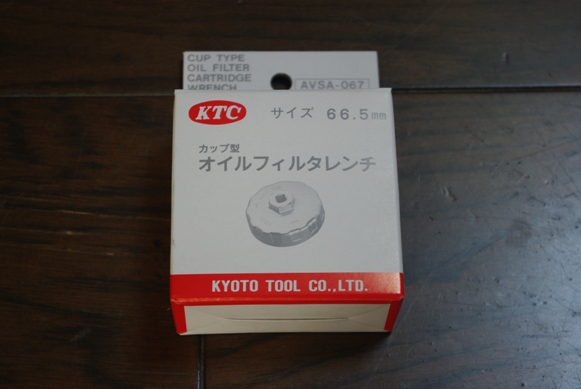 CUP TYPE
OIL FILTER
CARTRIDGE
WRENCH
AVSA-067
KTC
サイズ 66.5mm
カップ型
オイルフィルタレンチ
KYOTO TOOL CO.,LTD.